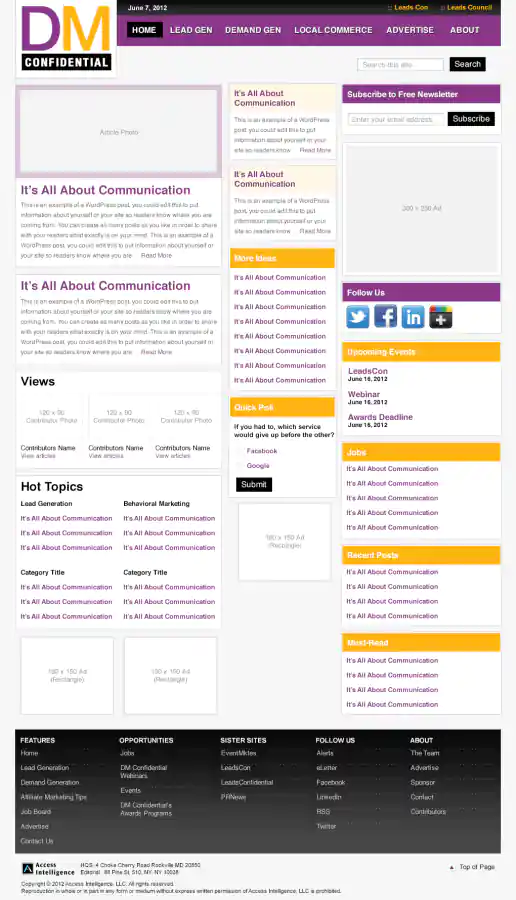 June 7, 2012
:: Leads Con
:: Leads Council
DM
CONFIDENTIAL
HOME
LEAD GEN
DEMAND GEN
LOCAL COMMERCE
ADVERTISE
ABOUT
Search this site
Search
Article Photo
It's All About Communication
This is an example of a WordPress post, you could edit this to put
information about yourself or your site so readers know where you are
coming from. You can create as many posts as you like in order to share
with your readers what exactly is on your mind. This is an example of a
WordPress post, you could edit this to put information about yourself or
your site so readers know where you are Read More
It's All About Communication
This is an example of a WordPress post, you could edit this to put
information about yourself or your site so readers know where you are
coming from. You can create as many posts as you like in order to share
with your readers what exactly is on your mind. This is an example of a
WordPress post, you could edit this to put information about yourself or
your site so readers know where you are Read More
Views
120 x 90
Contributor Photo
120 x 90
Contributor Photo
120 x 90
Contributor Photo
Contributors Name
View articles
Contributors Name
View articles
Contributors Name
View articles
Hot Topics
Lead Generation
It's All About Communication
It's All About Communication
It's All About Communication
Behavioral Marketing
It's All About Communication
It's All About Communication
It's All About Communication
Category Title
It's All About Communication
It's All About Communication
It's All About Communication
Category Title
It's All About Communication
It's All About Communication
It's All About Communication
180 x 150 Ad
(Rectangle)
180 x 150 Ad
(Rectangle)
It's All About
Communication
This is an example of a WordPress
post, you could edit this to put
information about yourself or your
site so readers know Read More
It's All About
Communication
This is an example of a WordPress
post, you could edit this to put
information about yourself or your
site so readers know Read More
More Ideas
It's All About Communication
It's All About Communication
It's All About Communication
It's All About Communication
It's All About Communication
It's All About Communication
It's All About Communication
It's All About Communication
Quick Poll
If you had to, which service
would give up before the other?
Facebook
Google
Submit
180 x 150 Ad
(Rectangle)
Subscribe to Free Newsletter
Enter your email address
Subscribe
300 x 250 Ad
Follow Us
Upcoming Events
LeadsCon
June 16, 2012
Webinar
June 16, 2012
Awards Deadline
June 16, 2012
Jobs
It's All About Communication
It's All About Communication
It's All About Communication
It's All About Communication
It's All About Communication
Recent Posts
It's All About Communication
It's All About Communication
It's All About Communication
It's All About Communication
Must-Read
It's All About Communication
It's All About Communication
It's All About Communication
It's All About Communication
FEATURES
Home
Lead Generation
Demand Generation
Affiliate Marketing Tips
Job Board
Advertised
Contact Us
OPPORTUNITIES
Jobs
DM Confidential
Webinars
Events
DM Confidential's
Awards Programs
SISTER SITES
EventMktes
LeadsCon
LeadsConfidential
PRNews
FOLLOW US
Alerts
eLetter
Facebook
LinkedIn
RSS
Twitter
ABOUT
The Team
Advertise
Sponsor
Contact
Contributors
Access
Intelligence
HQS: 4 Choke Cherry Road Rockville MD 20850
Editorial: 88 Pine St. 510, NY, NY 10028
Top of Page
Copyright © 2012 Access Intelligence, LLC. All rights reserved.
Reproduction in whole or in part in any form or medium without express written permission of Access Intelligence, LLC is prohibited.